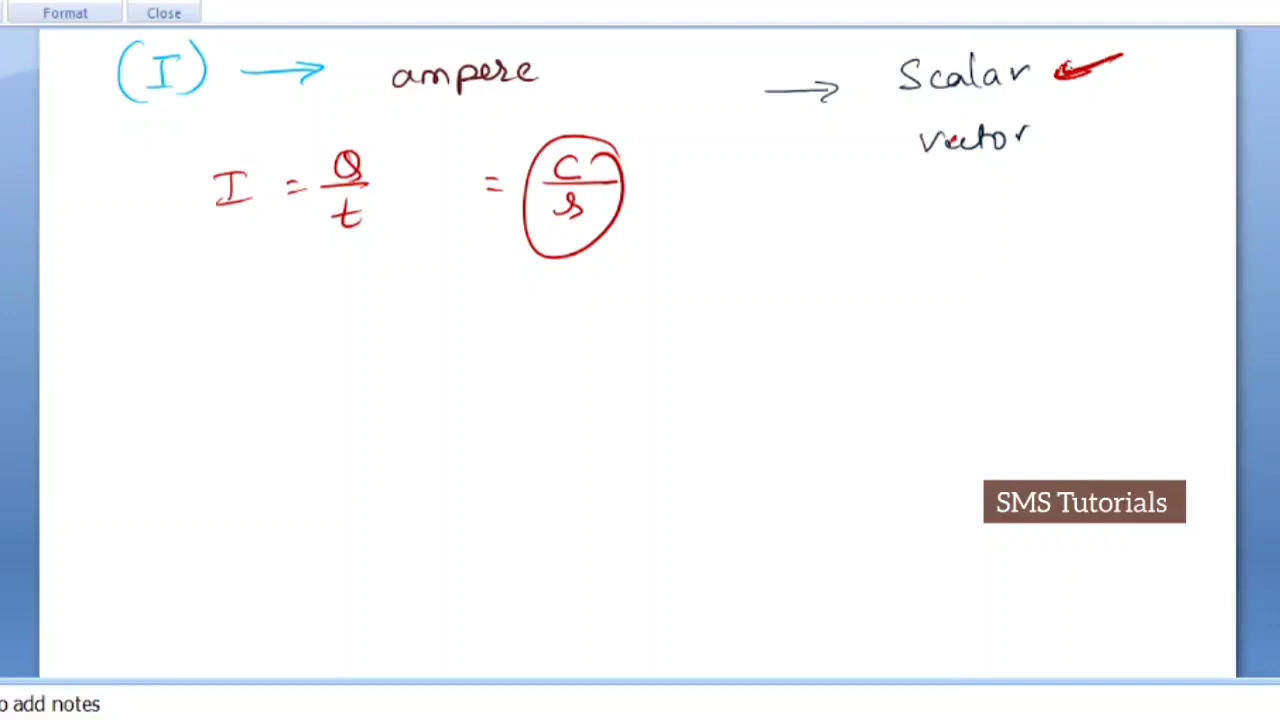 Format Close
(I) → ampere → Scalar ✓
vector
I = Q/t = C/s
SMS Tutorials
o add notes